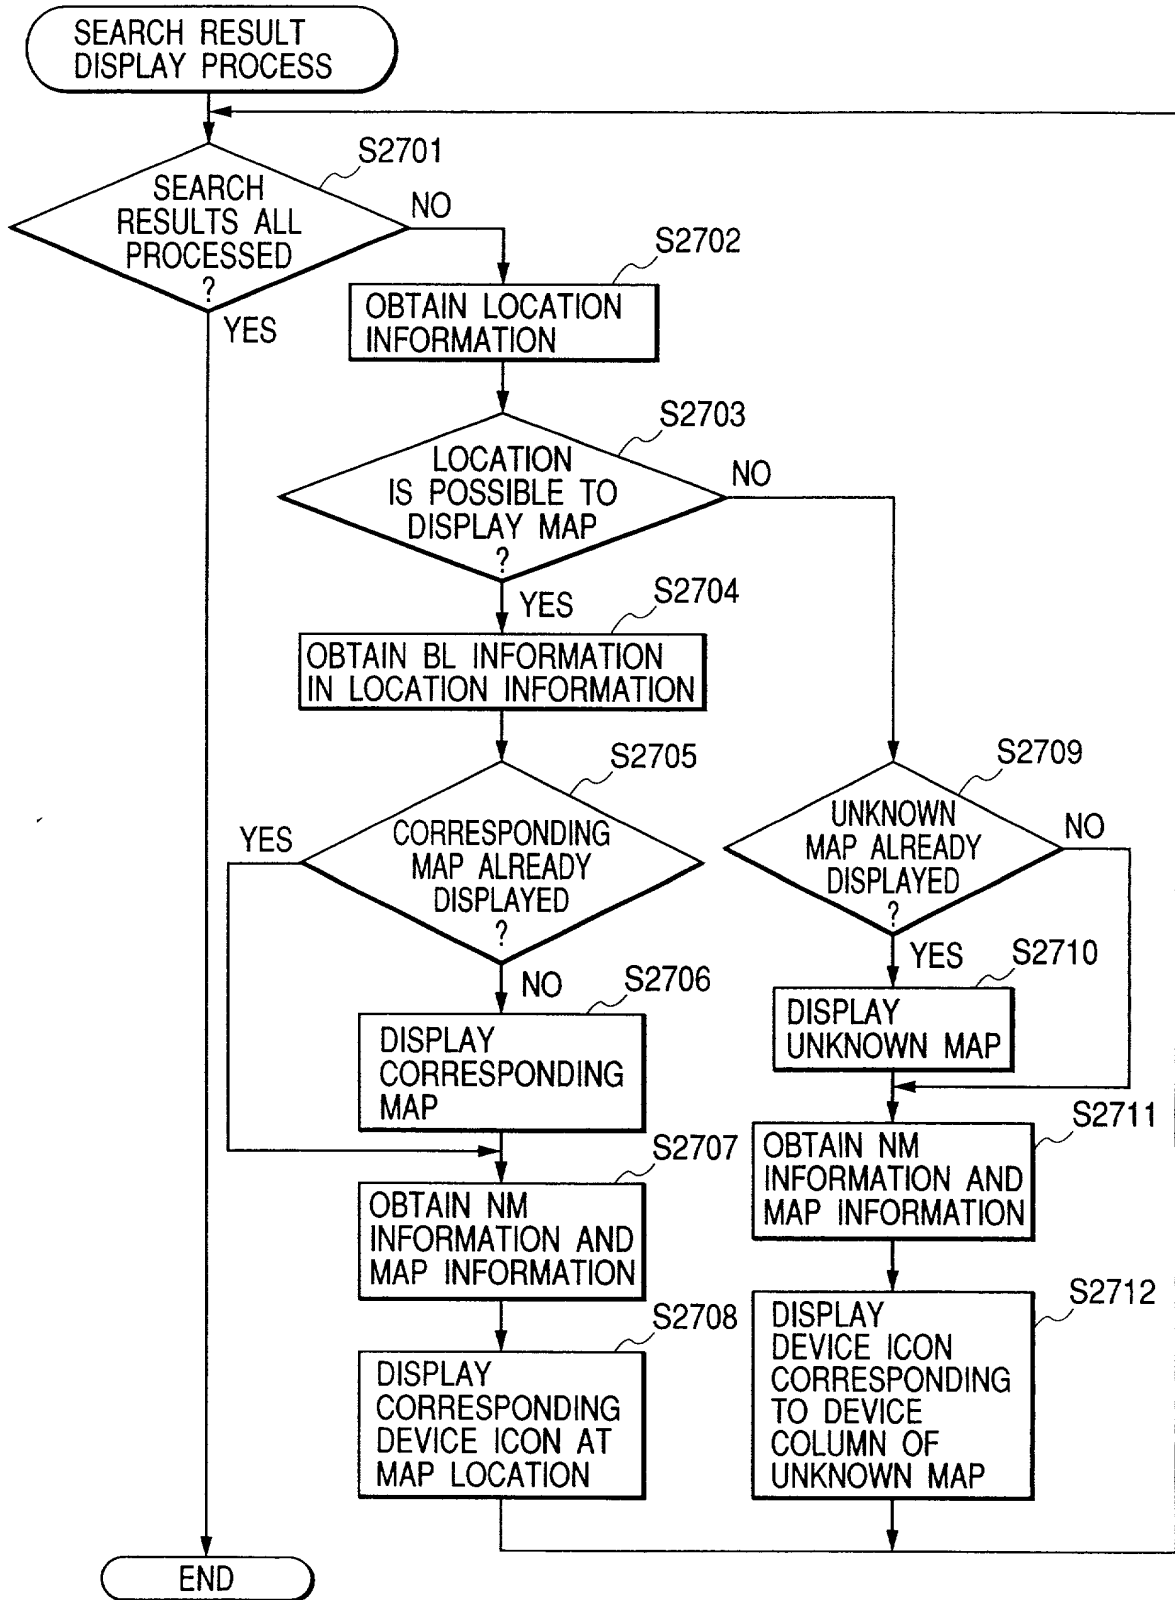 SEARCH RESULT
DISPLAY PROCESS
S2701
SEARCH
RESULTS ALL
PROCESSED
?
NO
YES
S2702
OBTAIN LOCATION
INFORMATION
S2703
LOCATION
IS POSSIBLE TO
DISPLAY MAP
?
NO
YES
S2704
OBTAIN BL INFORMATION
IN LOCATION INFORMATION
S2705
CORRESPONDING
MAP ALREADY
DISPLAYED
?
YES
NO
S2706
DISPLAY
CORRESPONDING
MAP
S2707
OBTAIN NM
INFORMATION AND
MAP INFORMATION
S2708
DISPLAY
CORRESPONDING
DEVICE ICON AT
MAP LOCATION
S2709
UNKNOWN
MAP ALREADY
DISPLAYED
?
NO
YES
S2710
DISPLAY
UNKNOWN MAP
S2711
OBTAIN NM
INFORMATION AND
MAP INFORMATION
S2712
DISPLAY
DEVICE ICON
CORRESPONDING
TO DEVICE
COLUMN OF
UNKNOWN MAP
END